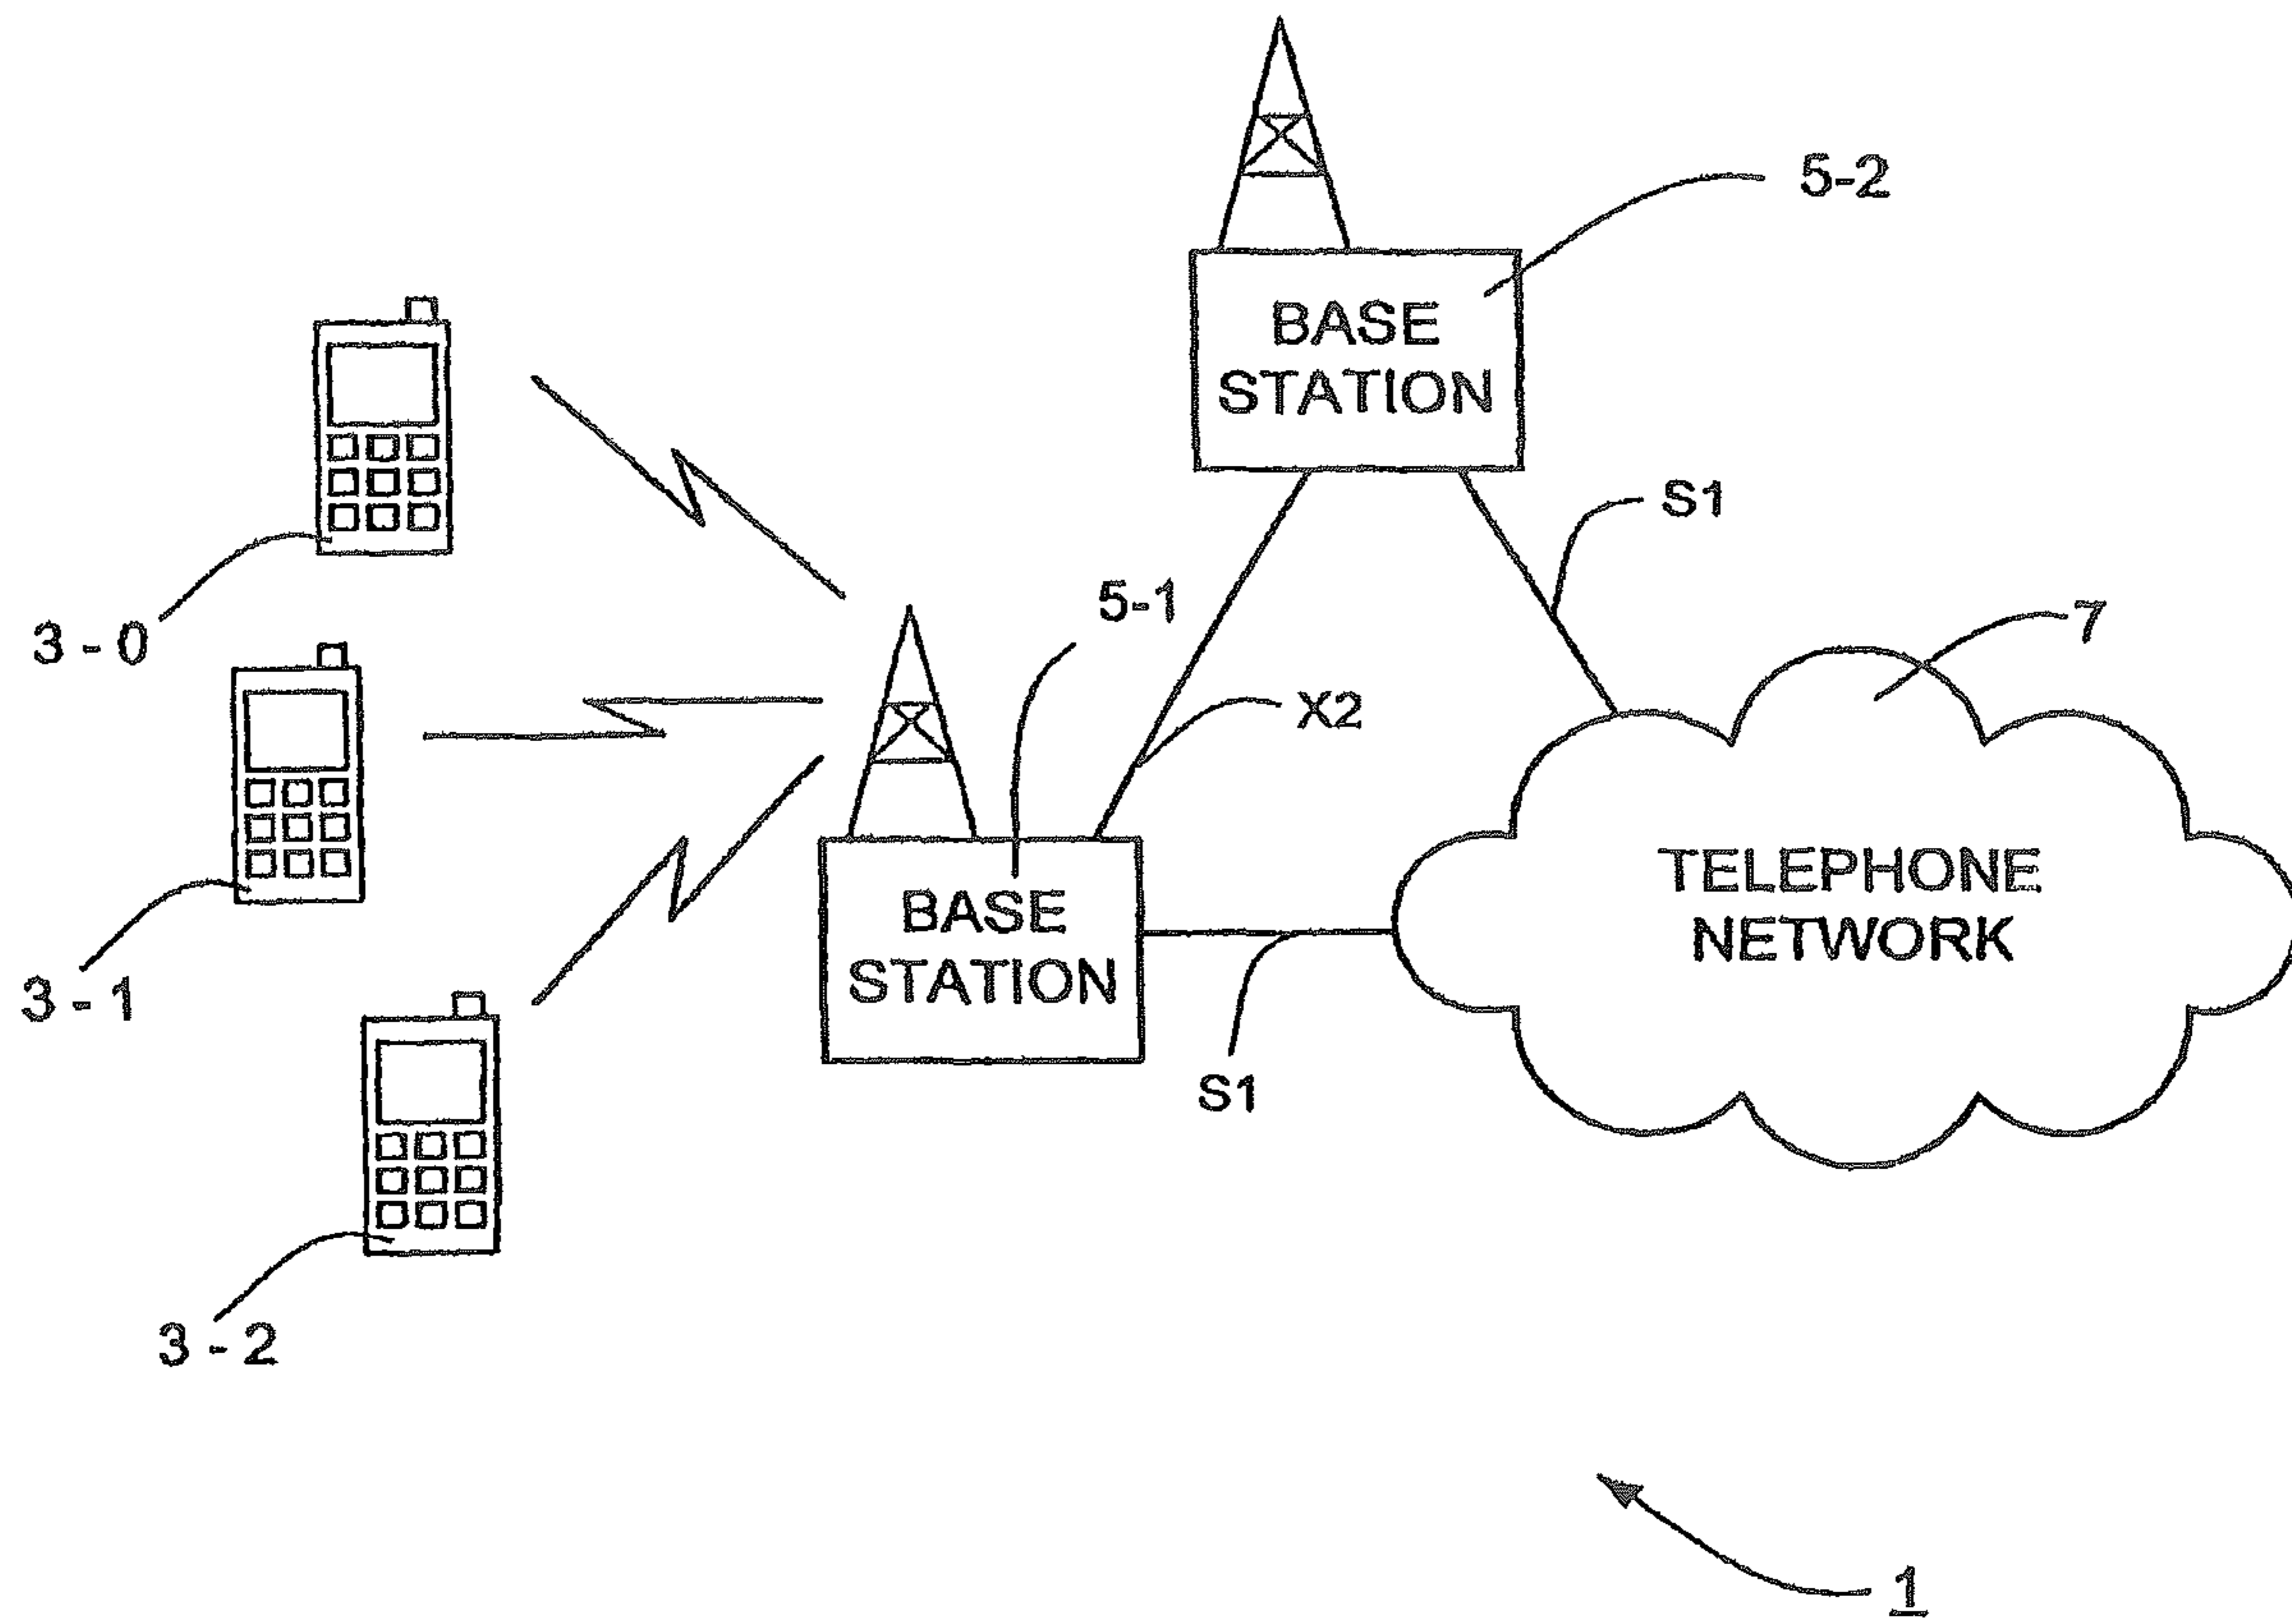 5-2
BASE
STATION
S1
5-1
7
3 - 0
X2
TELEPHONE
NETWORK
BASE
STATION
3 - 1
S1
3 - 2
1